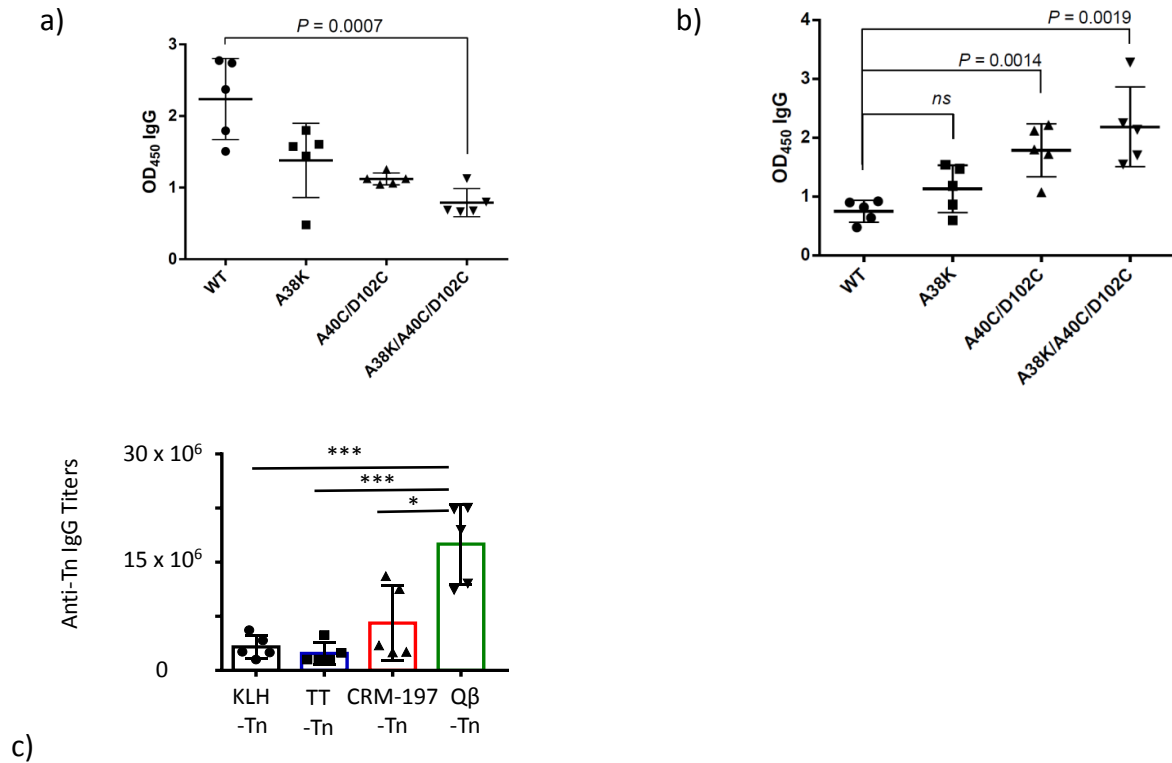 a)
P = 0.0007
3
2
1
0
OD₄₅₀ IgG
WT
A38K
A40C/D102C
A38K/A40C/D102C
b)
P = 0.0019
P = 0.0014
ns
4
3
2
1
0
OD₄₅₀ IgG
WT
A38K
A40C/D102C
A38K/A40C/D102C
30 x 10⁶
15 x 10⁶
0
Anti-Tn IgG Titers
***
***
*
KLH
-Tn
TT
-Tn
CRM-197
-Tn
Qβ
-Tn
c)